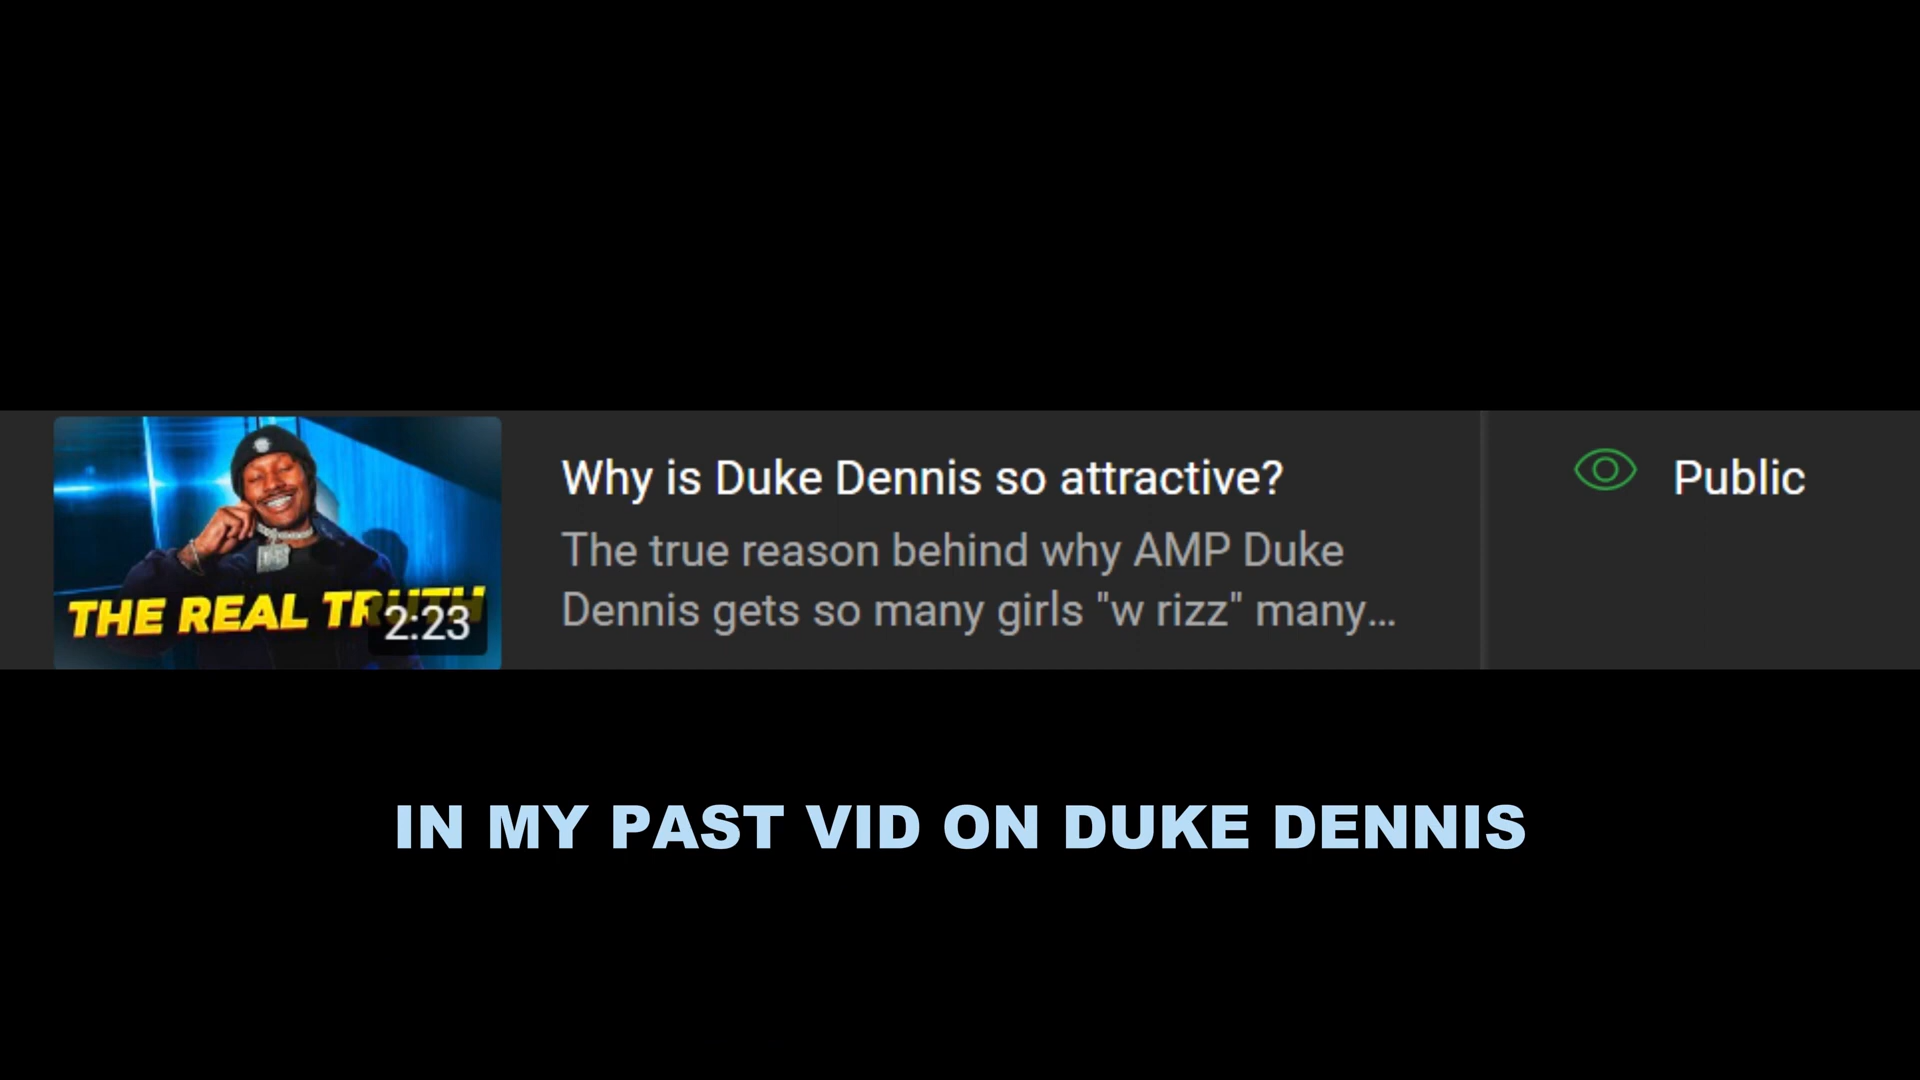 Why is Duke Dennis so attractive?
The true reason behind why AMP Duke
Dennis gets so many girls "w rizz" many...
Public
THE REAL TRUTH
2:23
IN MY PAST VID ON DUKE DENNIS